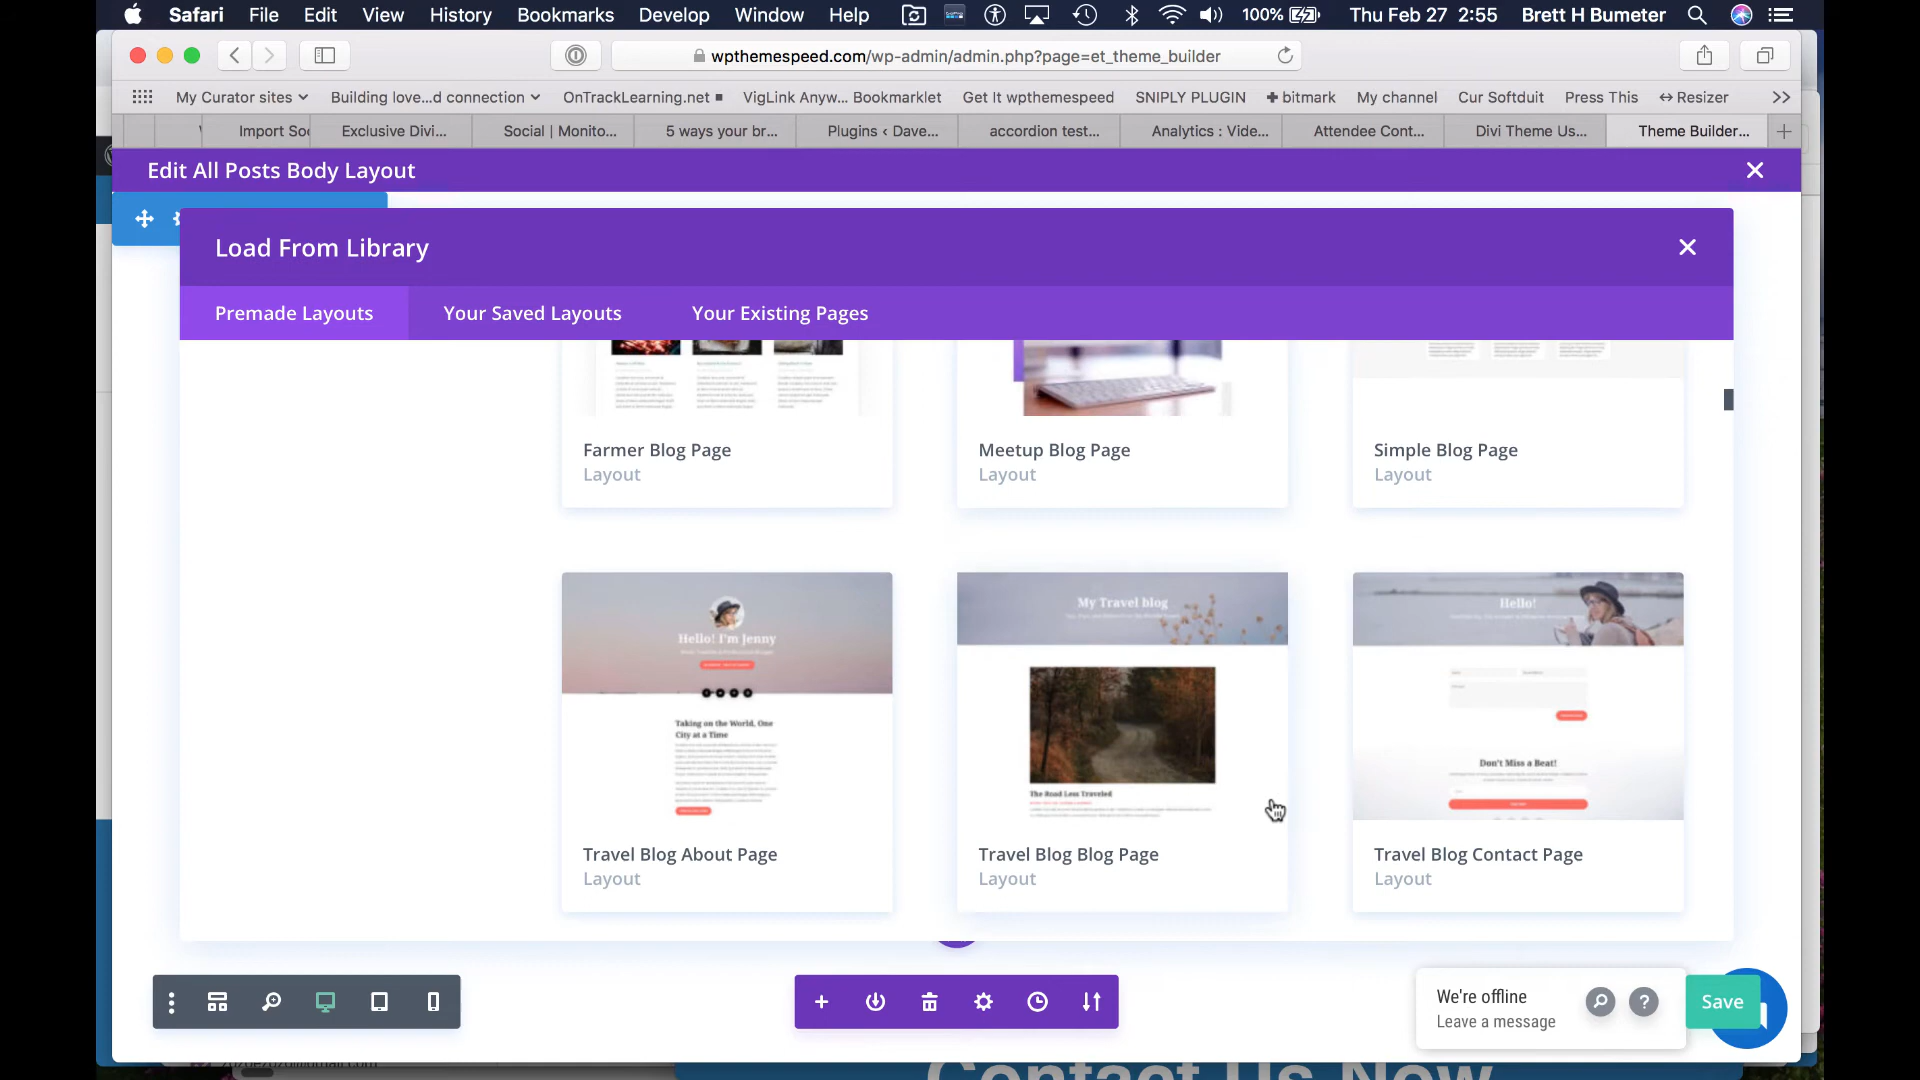 Safari File Edit View History Bookmarks Develop Window Help 100% Thu Feb 27 2:55 Brett H Bumeter
wpthemespeed.com/wp-admin/admin.php?page=et_theme_builder
My Curator sites Building love...d connection OnTrackLearning.net VigLink Anyw... Bookmarklet Get It wpthemespeed SNIPLY PLUGIN bitmark My channel Cur Softduit Press This Resizer
Import Soc Exclusive Divi... Social | Monito... 5 ways your br... Plugins ‹ Dave... accordion test... Analytics : Vide... Attendee Cont... Divi Theme Us... Theme Builder...
Edit All Posts Body Layout
Load From Library
Premade Layouts Your Saved Layouts Your Existing Pages
Farmer Blog Page Meetup Blog Page Simple Blog Page
Layout Layout Layout
Hello! I'm Jenny
Taking on the World, One
City at a Time
My Travel blog
The Road Less Traveled
Hello!
Don't Miss a Beat!
Travel Blog About Page Travel Blog Blog Page Travel Blog Contact Page
Layout Layout Layout
We're offline
Leave a message
? Save
Contact Us Now